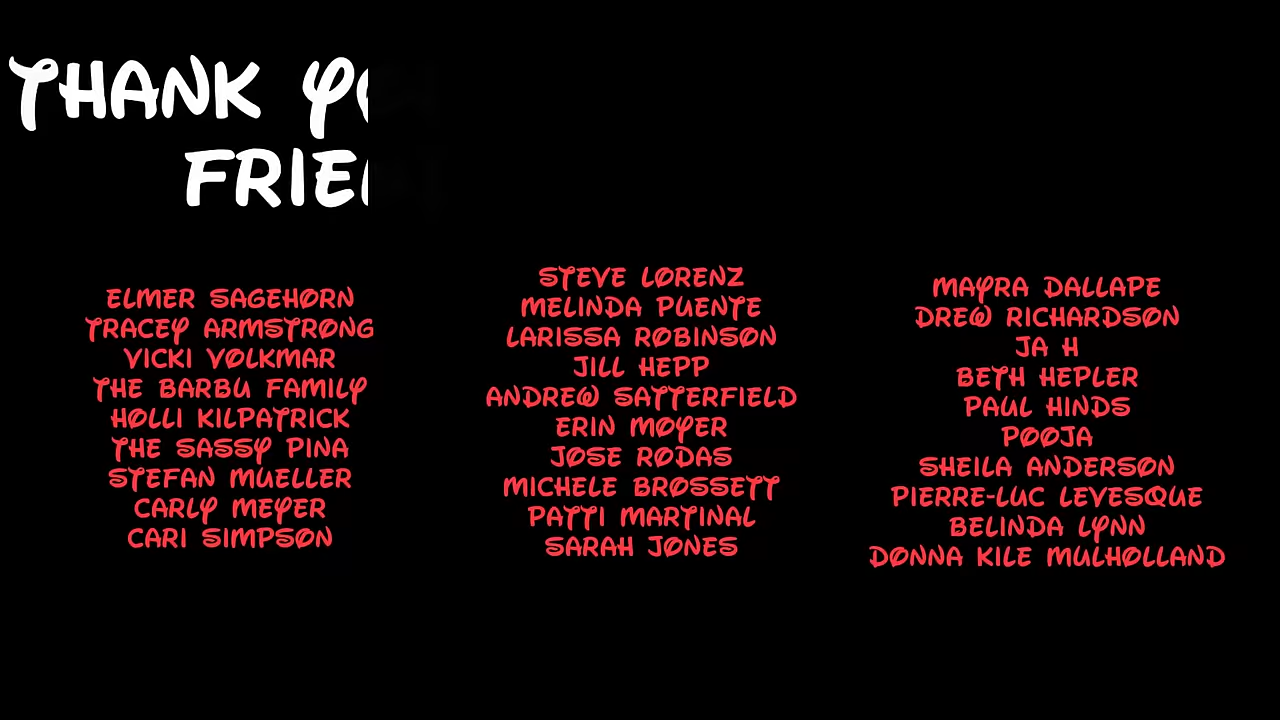 THANK YO
FRIE
ELMER SAGEHORN
TRACEY ARMSTRONG
VICKI VOLKMAR
THE BARBU FAMILY
HOLLI KILPATRICK
THE SASSY PINA
STEFAN MUELLER
CARLY MEYER
CARI SIMPSON
STEVE LORENZ
MELINDA PUENTE
LARISSA ROBINSON
JILL HEPP
ANDREW SATTERFIELD
ERIN MOYER
JOSE RODAS
MICHELE BROSSETT
PATTI MARTINAL
SARAH JONES
MAYRA DALLAPE
DREW RICHARDSON
JA H
BETH HEPLER
PAUL HINDS
POOJA
SHEILA ANDERSON
PIERRE-LUC LEVESQUE
BELINDA LYNN
DONNA KILE MULHOLLAND